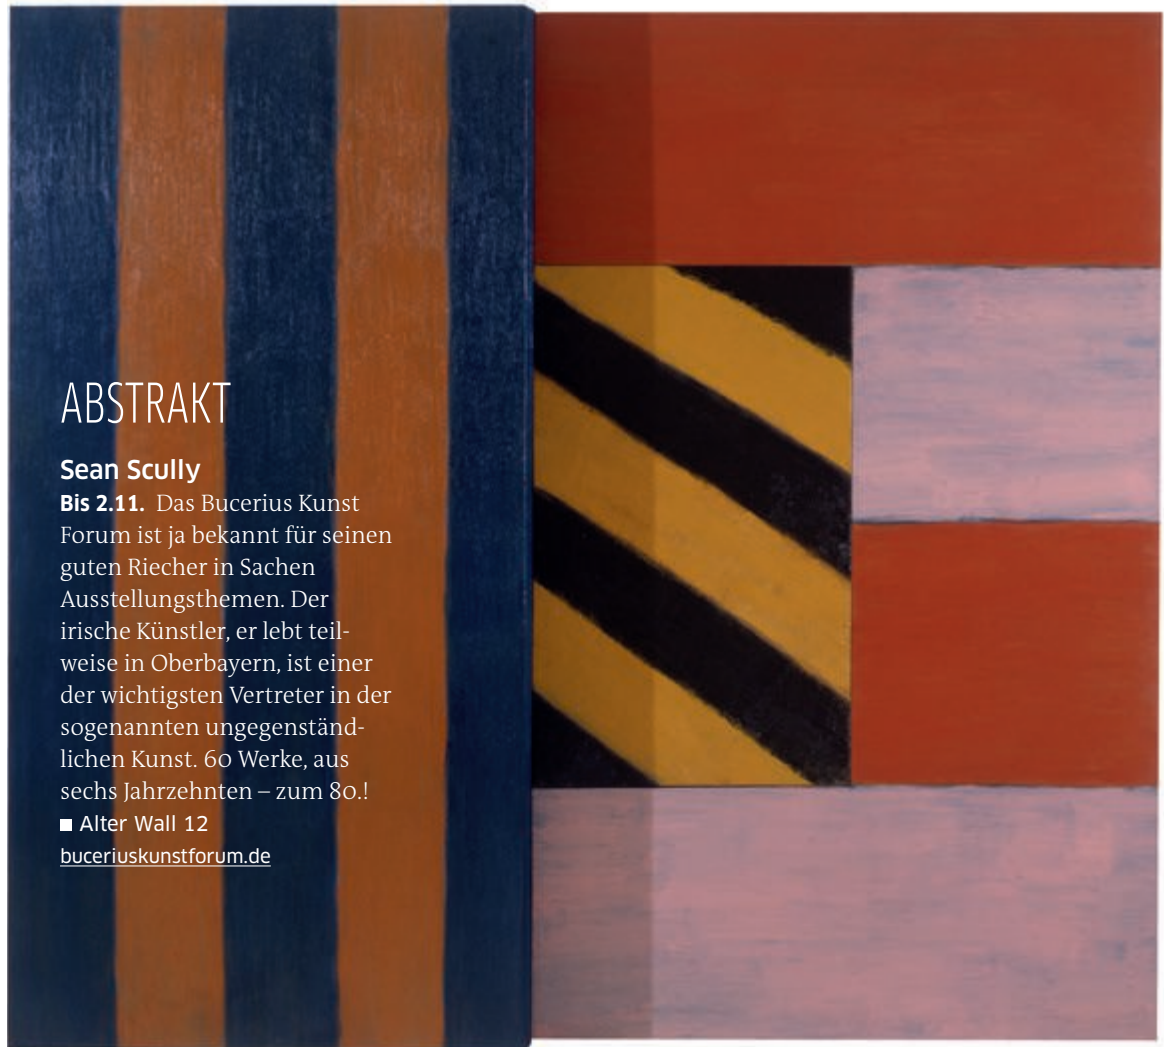 ABSTRAKT
Sean Scully
Bis 2.11. Das Bucerius Kunst
Forum ist ja bekannt für seinen
guten Riecher in Sachen
Ausstellungsthemen. Der
irische Künstler, er lebt teil-
weise in Oberbayern, ist einer
der wichtigsten Vertreter in der
sogenannten ungegenständ-
lichen Kunst. 60 Werke, aus
sechs Jahrzehnten – zum 80.!
■ Alter Wall 12
buceriuskunstforum.de